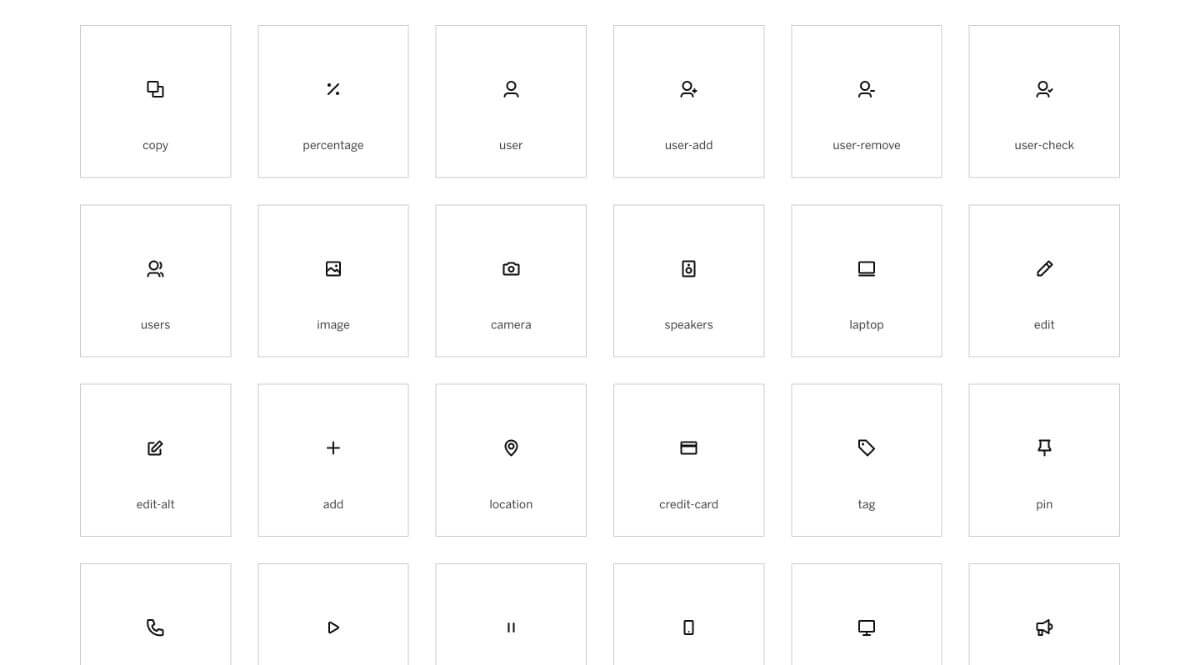 copy
percentage
user
user-add
user-remove
user-check
users
image
camera
speakers
laptop
edit
edit-alt
add
location
credit-card
tag
pin